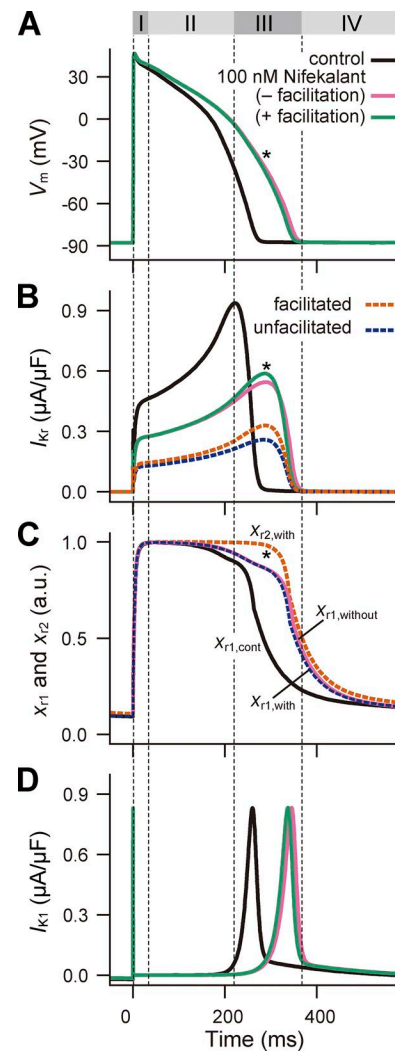 A
I II III IV
control
100 nM Nifekalant
(– facilitation)
(+ facilitation)
*
30
0
-30
-60
-90
Vm (mV)
B
facilitated
unfacilitated
*
0.9
0.6
0.3
0.0
IKr (µA/µF)
C
Xr2,with
*
Xr1,without
Xr1,cont
Xr1,with
1.0
0.5
0.0
Xr1 and Xr2 (a.u.)
D
0.9
0.6
0.3
0.0
IK1 (µA/µF)
0 200 400
Time (ms)